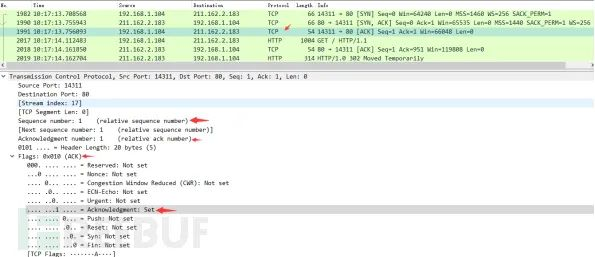 No. Time Source Destination Protocol Length Info
1982 10:17:13.708568 192.168.1.104 211.162.2.183 TCP 66 14311 → 80 [SYN] Seq=0 Win=64240 Len=0 MSS=1460 WS=256 SACK_PERM=1
1990 10:17:13.755943 211.162.2.183 192.168.1.104 TCP 66 80 → 14311 [SYN, ACK] Seq=0 Ack=1 Win=65535 Len=0 MSS=1440 SACK_PERM=1 WS=256
1991 10:17:13.756093 192.168.1.104 211.162.2.183 TCP 54 14311 → 80 [ACK] Seq=1 Ack=1 Win=66048 Len=0
2017 10:17:14.112483 192.168.1.104 211.162.2.183 HTTP 1004 GET / HTTP/1.1
2018 10:17:14.161850 211.162.2.183 192.168.1.104 TCP 54 80 → 14311 [ACK] Seq=1 Ack=951 Win=119808 Len=0
2019 10:17:14.162704 211.162.2.183 192.168.1.104 HTTP 314 HTTP/1.0 302 Moved Temporarily
Transmission Control Protocol, Src Port: 14311, Dst Port: 80, Seq: 1, Ack: 1, Len: 0
Source Port: 14311
Destination Port: 80
[Stream index: 17]
[TCP Segment Len: 0]
Sequence number: 1 (relative sequence number)
[Next sequence number: 1 (relative sequence number)]
Acknowledgment number: 1 (relative ack number)
0101 .... = Header Length: 20 bytes (5)
Flags: 0x010 (ACK)
000. .... .... = Reserved: Not set
...0 .... .... = Nonce: Not set
.... 0... .... = Congestion Window Reduced (CWR): Not set
.... .0.. .... = ECN-Echo: Not set
.... ..0. .... = Urgent: Not set
.... ...1 .... = Acknowledgment: Set
.... .... 0... = Push: Not set
.... .... .0.. = Reset: Not set
.... .... ..0. = Syn: Not set
.... .... ...0 = Fin: Not set
[TCP Flags: ·······A····]